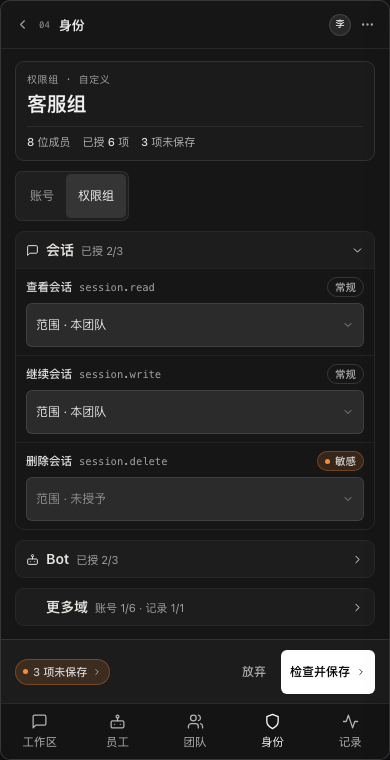 04 身份 李
权限组 · 自定义
客服组
8 位成员 已授 6 项 3 项未保存
账号 权限组
会话 已授 2/3
查看会话 session.read 常规
范围 · 本团队
继续会话 session.write 常规
范围 · 本团队
删除会话 session.delete 敏感
范围 · 未授予
Bot 已授 2/3
更多域 账号 1/6 · 记录 1/1
3 项未保存 放弃 检查并保存
工作区 员工 团队 身份 记录